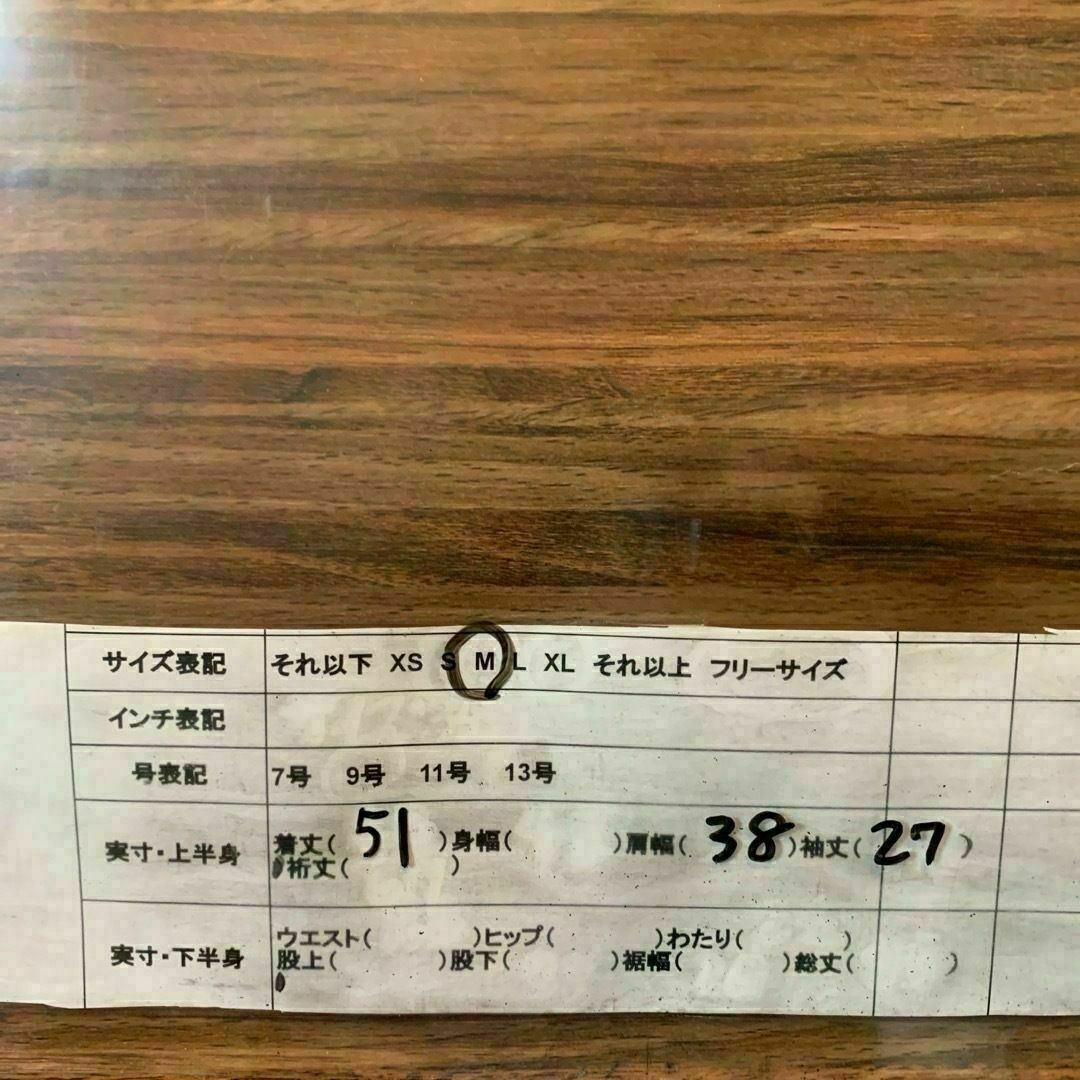 サイズ表記 それ以下 XS S M L XL それ以上 フリーサイズ
インチ表記
号表記 7号 9号 11号 13号
実寸・上半身 着丈( 51 )身幅( )肩幅( 38 )袖丈( 27 )
裄丈( )
実寸・下半身 ウエスト( )ヒップ( )わたり( )
股上( )股下( )裾幅( )総丈( )